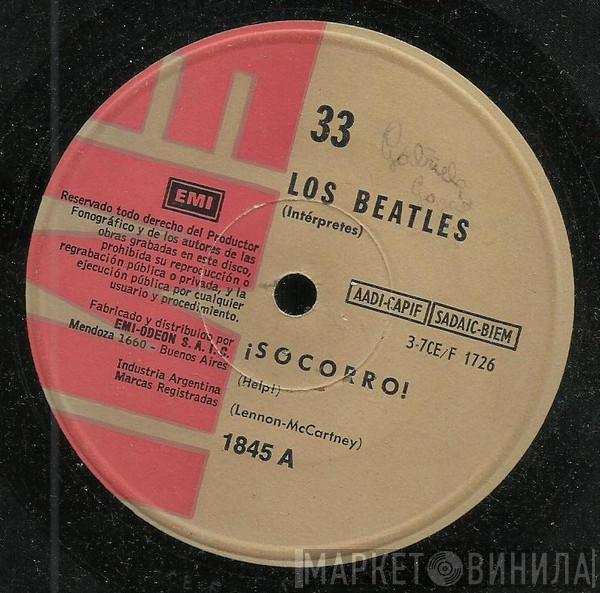 33
LOS BEATLES
(Intérpretes)
EMI
Reservado todo derecho del Productor
Fonográfico y de los autores de las
obras grabadas en este disco,
prohibida su reproducción o
regrabación pública o privada, y la
ejecución pública por cualquier
usuario y procedimiento.
Fabricado y distribuido por
EMI-ODEON S.A.I.C.
Mendoza 1660 - Buenos Aires
Industria Argentina
Marcas Registradas
AADI-CAPIF SADAIC-BIEM
3-7CE/F 1726
¡SOCORRO!
(Help!)
(Lennon-McCartney)
1845 A
МАРКЕТ ВИНИЛА